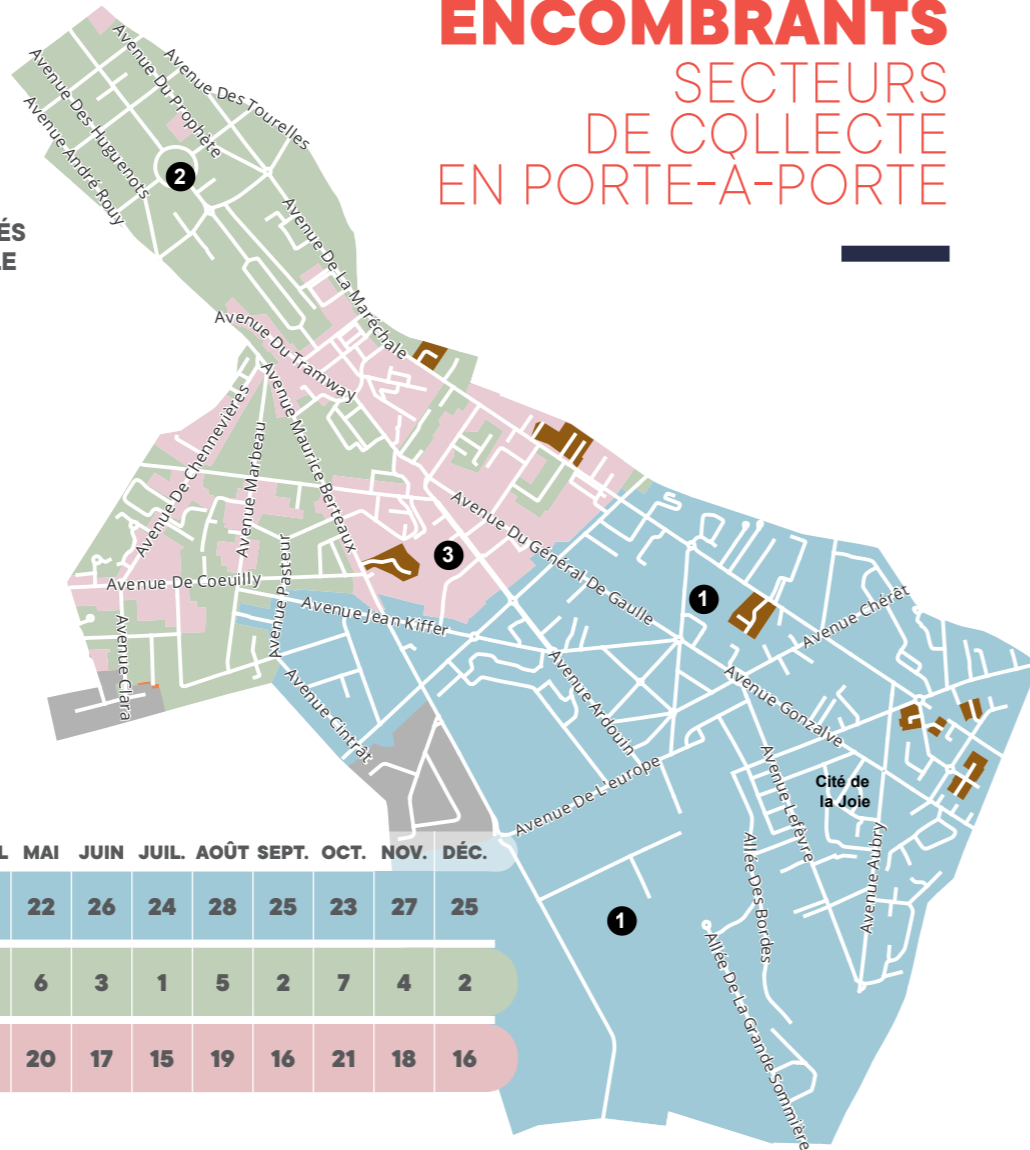 ENCOMBRANTS
SECTEURS
DE COLLECTE
EN PORTE-À-PORTE
ÉS
LE
Avenue Des Tourelles
Avenue Du Prophète
Avenue Des Huguenots
Avenue André Rouy
2
Avenue De La Maréchale
Avenue Du Tramway
Avenue De Chennevières
Avenue Marbeau
Avenue Maurice Berteaux
Avenue Du Général De Gaulle
3
Avenue De Coeuilly
Avenue Pasteur
Avenue Jean Kiffer
1
Avenue Chérêt
Avenue Clara
Avenue Cintrât
Avenue Ardouin
Avenue Gonzalve
Avenue De L'europe
Avenue Lefèvre
Cité de
la Joie
Avenue Aubry
Allée Des Bordes
1
Allée De La Grande Sommière
L MAI JUIN JUIL. AOÛT SEPT. OCT. NOV. DÉC.
22 26 24 28 25 23 27 25
6 3 1 5 2 7 4 2
20 17 15 19 16 21 18 16